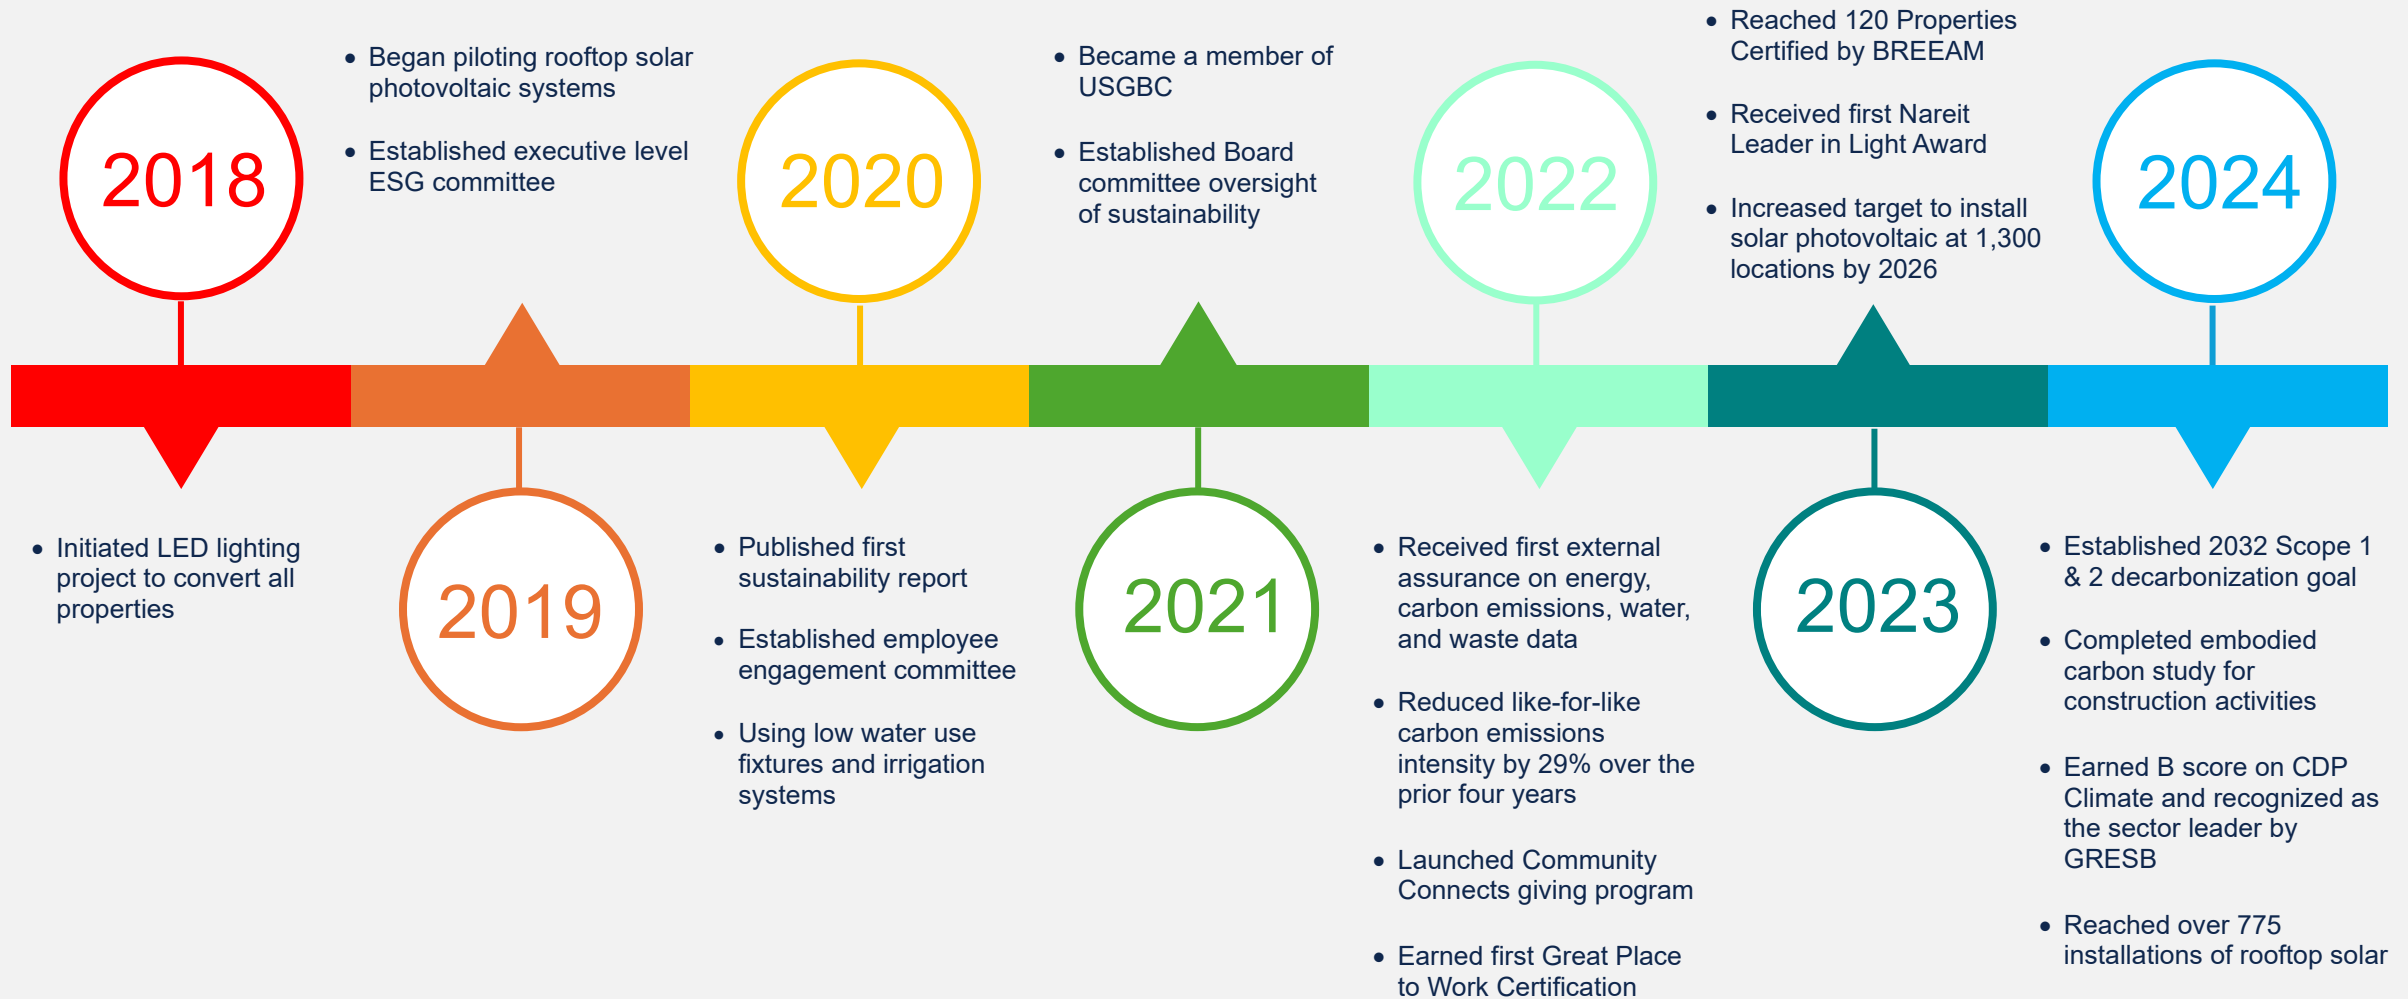 2018
• Initiated LED lighting
project to convert all
properties
2019
• Began piloting rooftop solar
photovoltaic systems
• Established executive level
ESG committee
2020
• Published first
sustainability report
• Established employee
engagement committee
• Using low water use
fixtures and irrigation
systems
2021
• Became a member of
USGBC
• Established Board
committee oversight
of sustainability
2022
• Received first external
assurance on energy,
carbon emissions, water,
and waste data
• Reduced like-for-like
carbon emissions
intensity by 29% over the
prior four years
• Launched Community
Connects giving program
• Earned first Great Place
to Work Certification
2023
• Reached 120 Properties
Certified by BREEAM
• Received first Nareit
Leader in Light Award
• Increased target to install
solar photovoltaic at 1,300
locations by 2026
2024
• Established 2032 Scope 1
& 2 decarbonization goal
• Completed embodied
carbon study for
construction activities
• Earned B score on CDP
Climate and recognized as
the sector leader by
GRESB
• Reached over 775
installations of rooftop solar